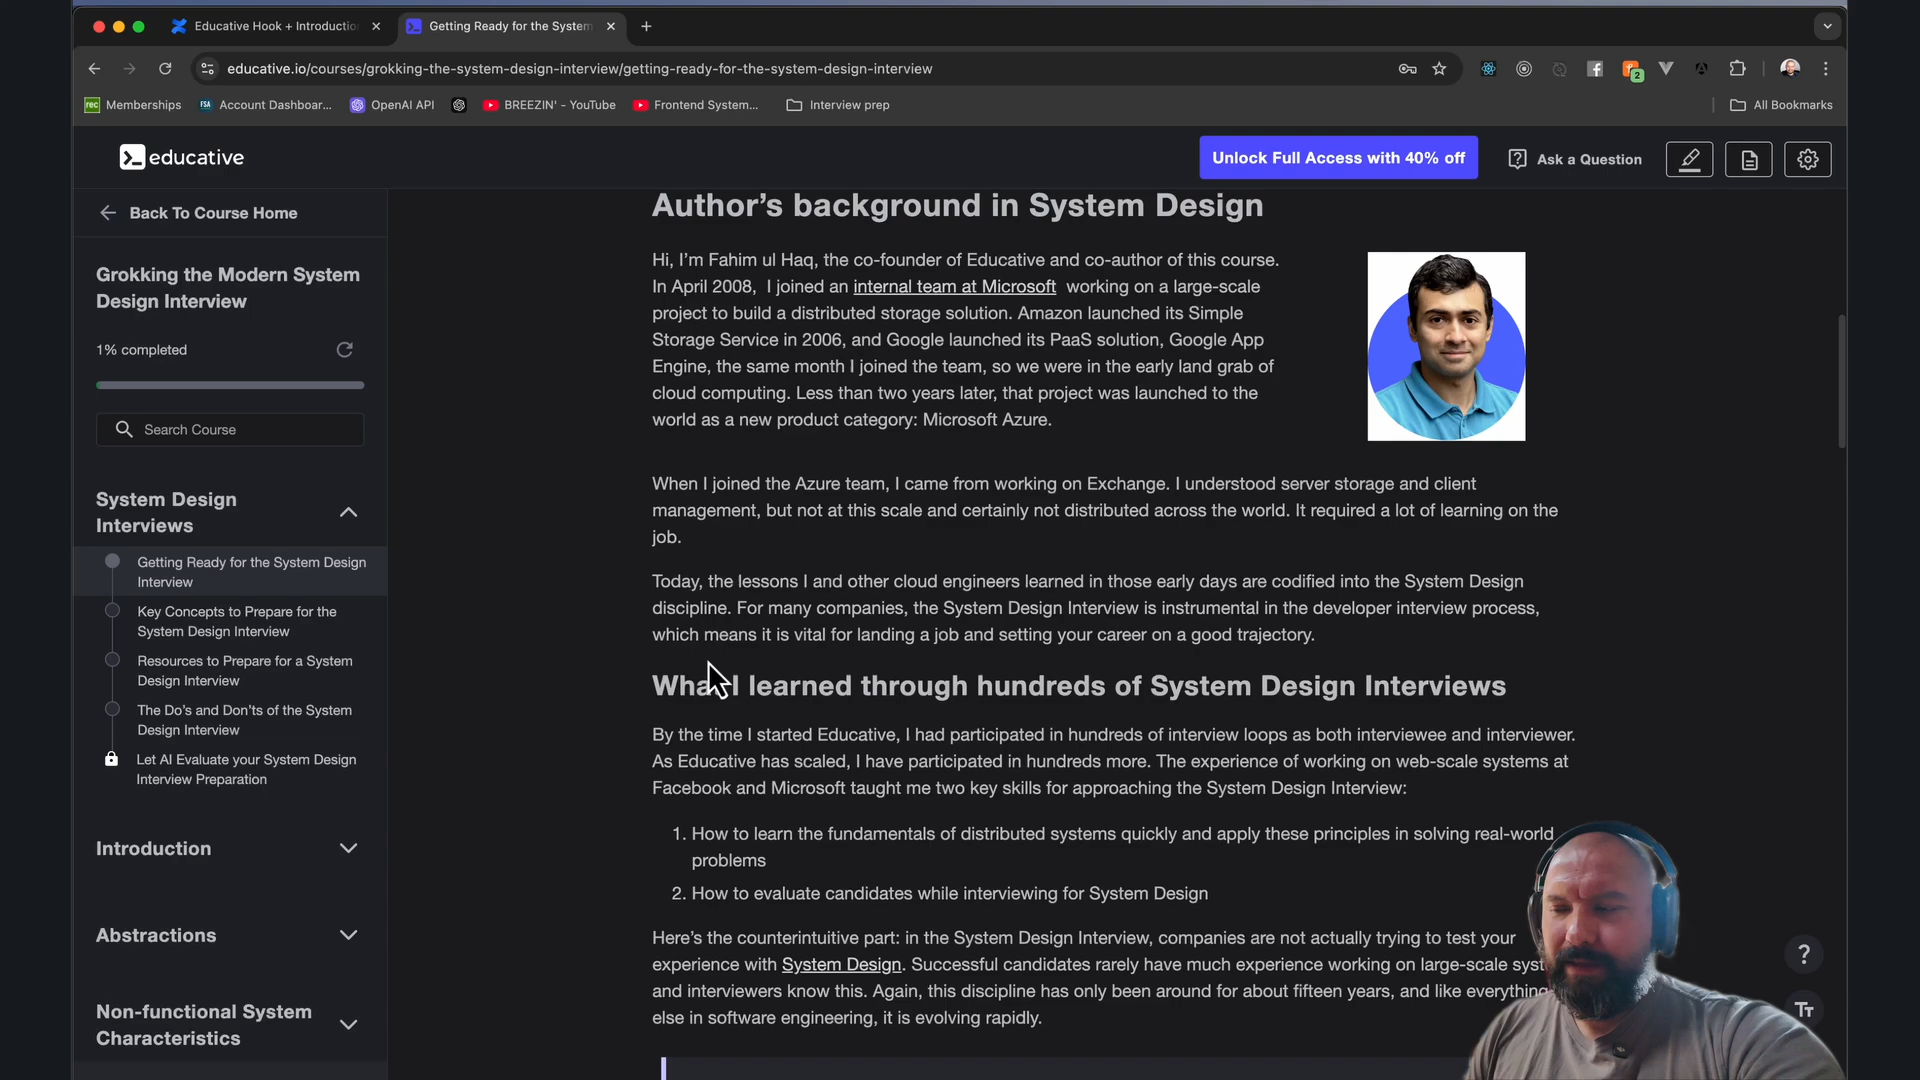 Educative Hook + Introductio
Getting Ready for the System
educative.io/courses/grokking-the-system-design-interview/getting-ready-for-the-system-design-interview
2
rec Memberships
FSA Account Dashboar...
OpenAI API
BREEZIN' - YouTube
Frontend System...
Interview prep
All Bookmarks
educative
Unlock Full Access with 40% off
Ask a Question
Back To Course Home
Grokking the Modern System
Design Interview
1% completed
Search Course
System Design
Interviews
Getting Ready for the System Design
Interview
Key Concepts to Prepare for the
System Design Interview
Resources to Prepare for a System
Design Interview
The Do's and Don'ts of the System
Design Interview
Let AI Evaluate your System Design
Interview Preparation
Introduction
Abstractions
Non-functional System
Characteristics
Author's background in System Design
Hi, I'm Fahim ul Haq, the co-founder of Educative and co-author of this course.
In April 2008, I joined an internal team at Microsoft working on a large-scale
project to build a distributed storage solution. Amazon launched its Simple
Storage Service in 2006, and Google launched its PaaS solution, Google App
Engine, the same month I joined the team, so we were in the early land grab of
cloud computing. Less than two years later, that project was launched to the
world as a new product category: Microsoft Azure.
When I joined the Azure team, I came from working on Exchange. I understood server storage and client
management, but not at this scale and certainly not distributed across the world. It required a lot of learning on the
job.
Today, the lessons I and other cloud engineers learned in those early days are codified into the System Design
discipline. For many companies, the System Design Interview is instrumental in the developer interview process,
which means it is vital for landing a job and setting your career on a good trajectory.
What I learned through hundreds of System Design Interviews
By the time I started Educative, I had participated in hundreds of interview loops as both interviewee and interviewer.
As Educative has scaled, I have participated in hundreds more. The experience of working on web-scale systems at
Facebook and Microsoft taught me two key skills for approaching the System Design Interview:
1. How to learn the fundamentals of distributed systems quickly and apply these principles in solving real-world
problems
2. How to evaluate candidates while interviewing for System Design
Here's the counterintuitive part: in the System Design Interview, companies are not actually trying to test your
experience with System Design. Successful candidates rarely have much experience working on large-scale syst
and interviewers know this. Again, this discipline has only been around for about fifteen years, and like everything
else in software engineering, it is evolving rapidly.
?
TT